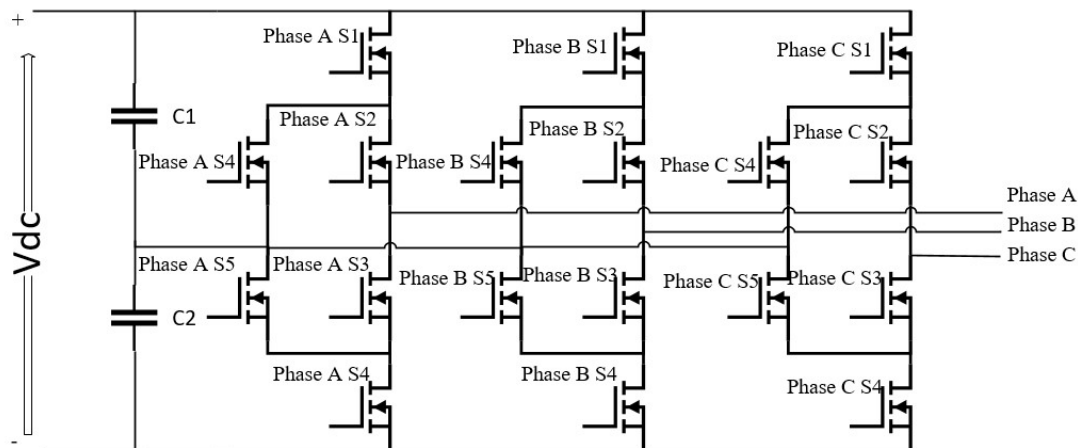 +
Phase A S1
Phase B S1
Phase C S1
C1
Phase A S2
Phase B S2
Phase C S2
Phase A S4
Phase B S4
Phase C S4
Phase A
Phase B
Phase C
Vdc
Phase A S5
Phase A S3
Phase B S5
Phase B S3
Phase C S5
Phase C S3
C2
Phase A S4
Phase B S4
Phase C S4
-